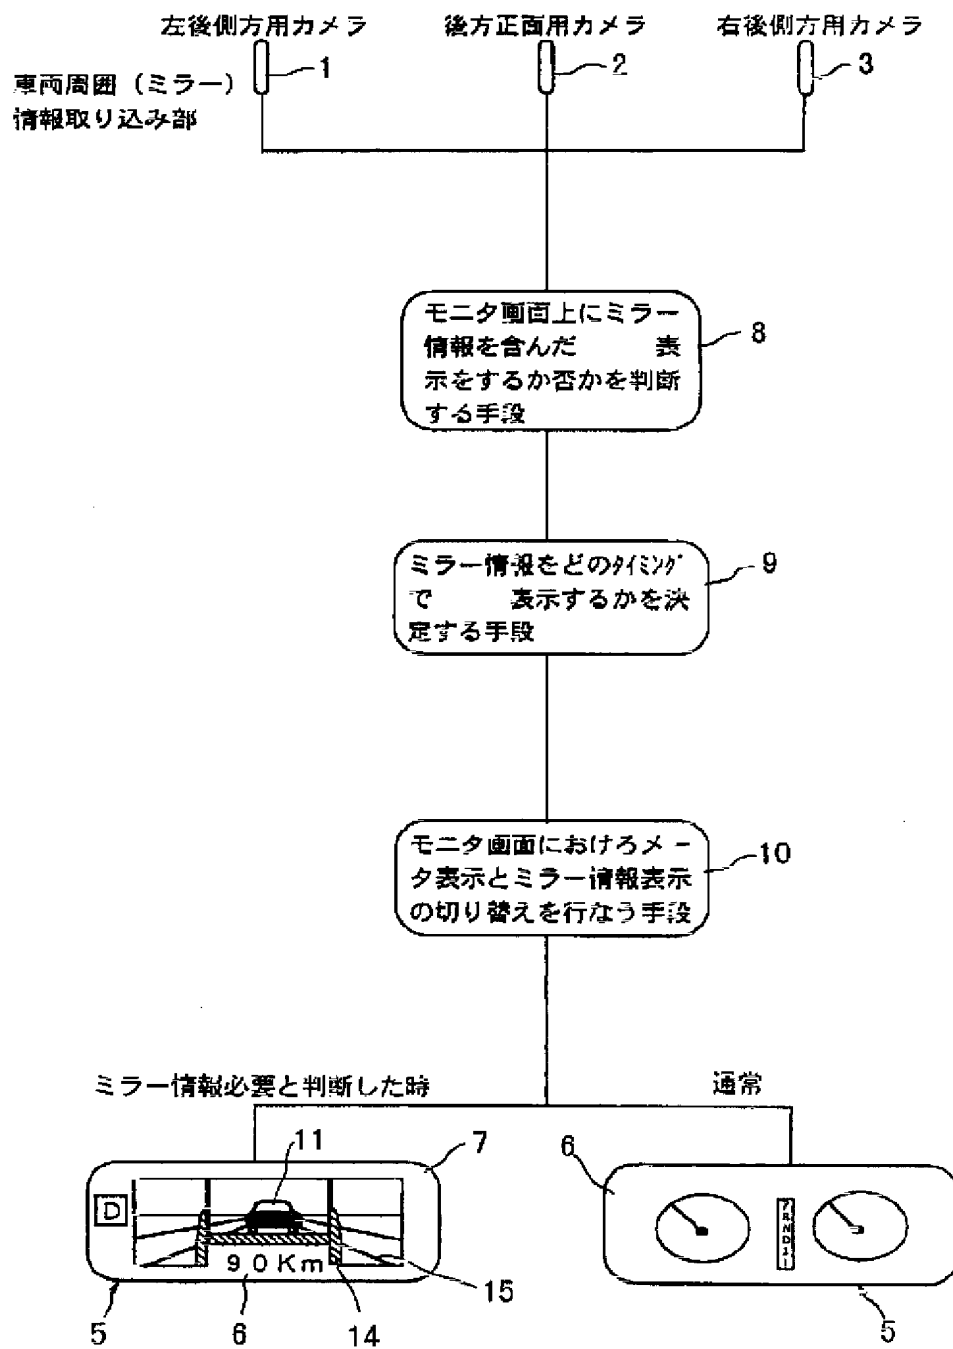 左後側方用カメラ
後方正面用カメラ
右後側方用カメラ
1
2
3
車両周囲（ミラー）
情報取り込み部
モニタ画面上にミラー
情報を含んだ　　　表
示をするか否かを判断
する手段
8
ミラー情報をどのﾀｲﾐﾝｸﾞ
で　　　表示するかを決
定する手段
9
モニタ画面におけるメー
タ表示とミラー情報表示
の切り替えを行なう手段
10
ミラー情報必要と判断した時
通常
11
7
6
D
90Km
15
5
6
14
5